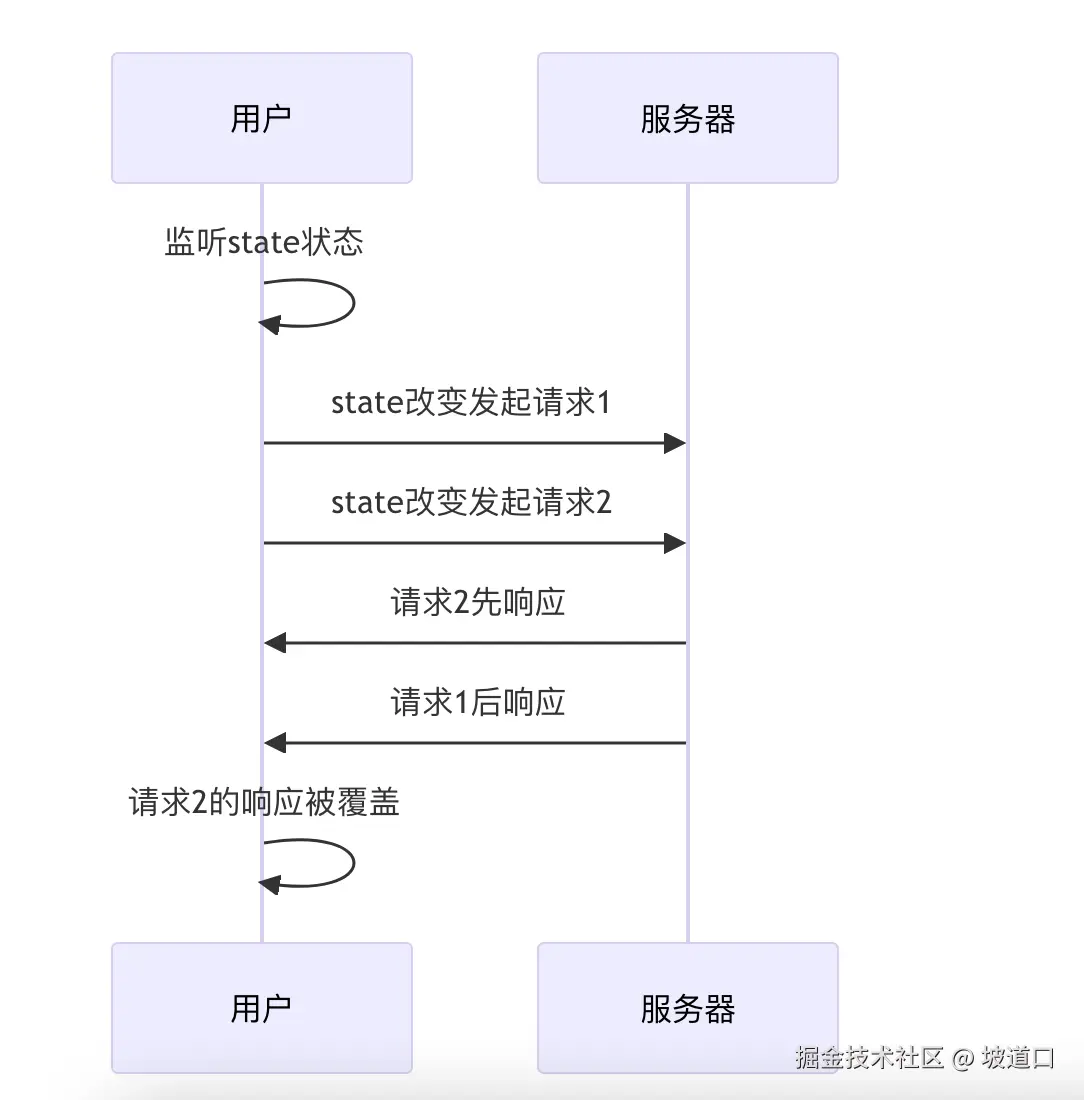 用户
服务器
监听state状态
state改变发起请求1
state改变发起请求2
请求2先响应
请求1后响应
请求2的响应被覆盖
用户
服务器
掘金技术社区 @ 坡道口